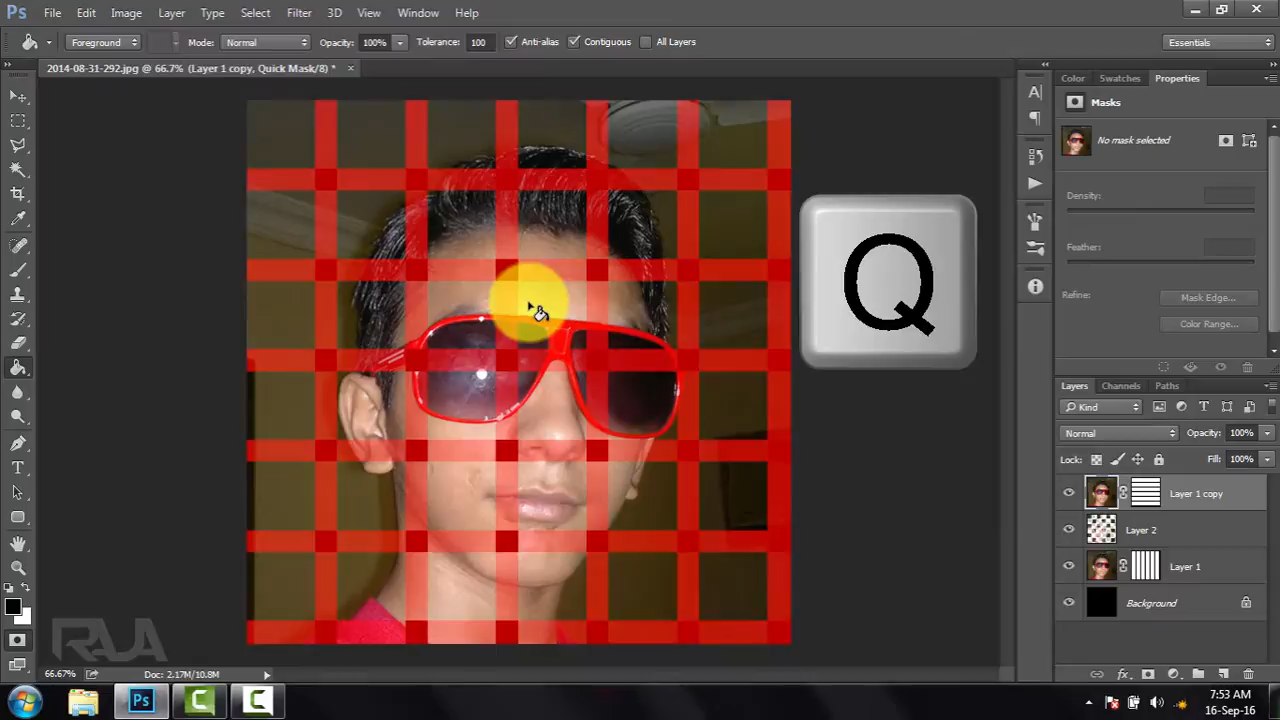 Ps File Edit Image Layer Type Select Filter 3D View Window Help
Foreground Mode: Normal Opacity: 100% Tolerance: 100 Anti-alias Contiguous All Layers Essentials
2014-08-31-292.jpg @ 66.7% (Layer 1 copy, Quick Mask/8) * ×
Color Swatches Properties
Masks
No mask selected
Density:
Feather:
Refine: Mask Edge...
Color Range...
Q
Layers Channels Paths
Kind
Normal Opacity: 100%
Lock: Fill: 100%
Layer 1 copy
Layer 2
Layer 1
Background
RAJA
66.67% Doc: 2.17M/10.8M
fx
Ps C C
7:53 AM
16-Sep-16